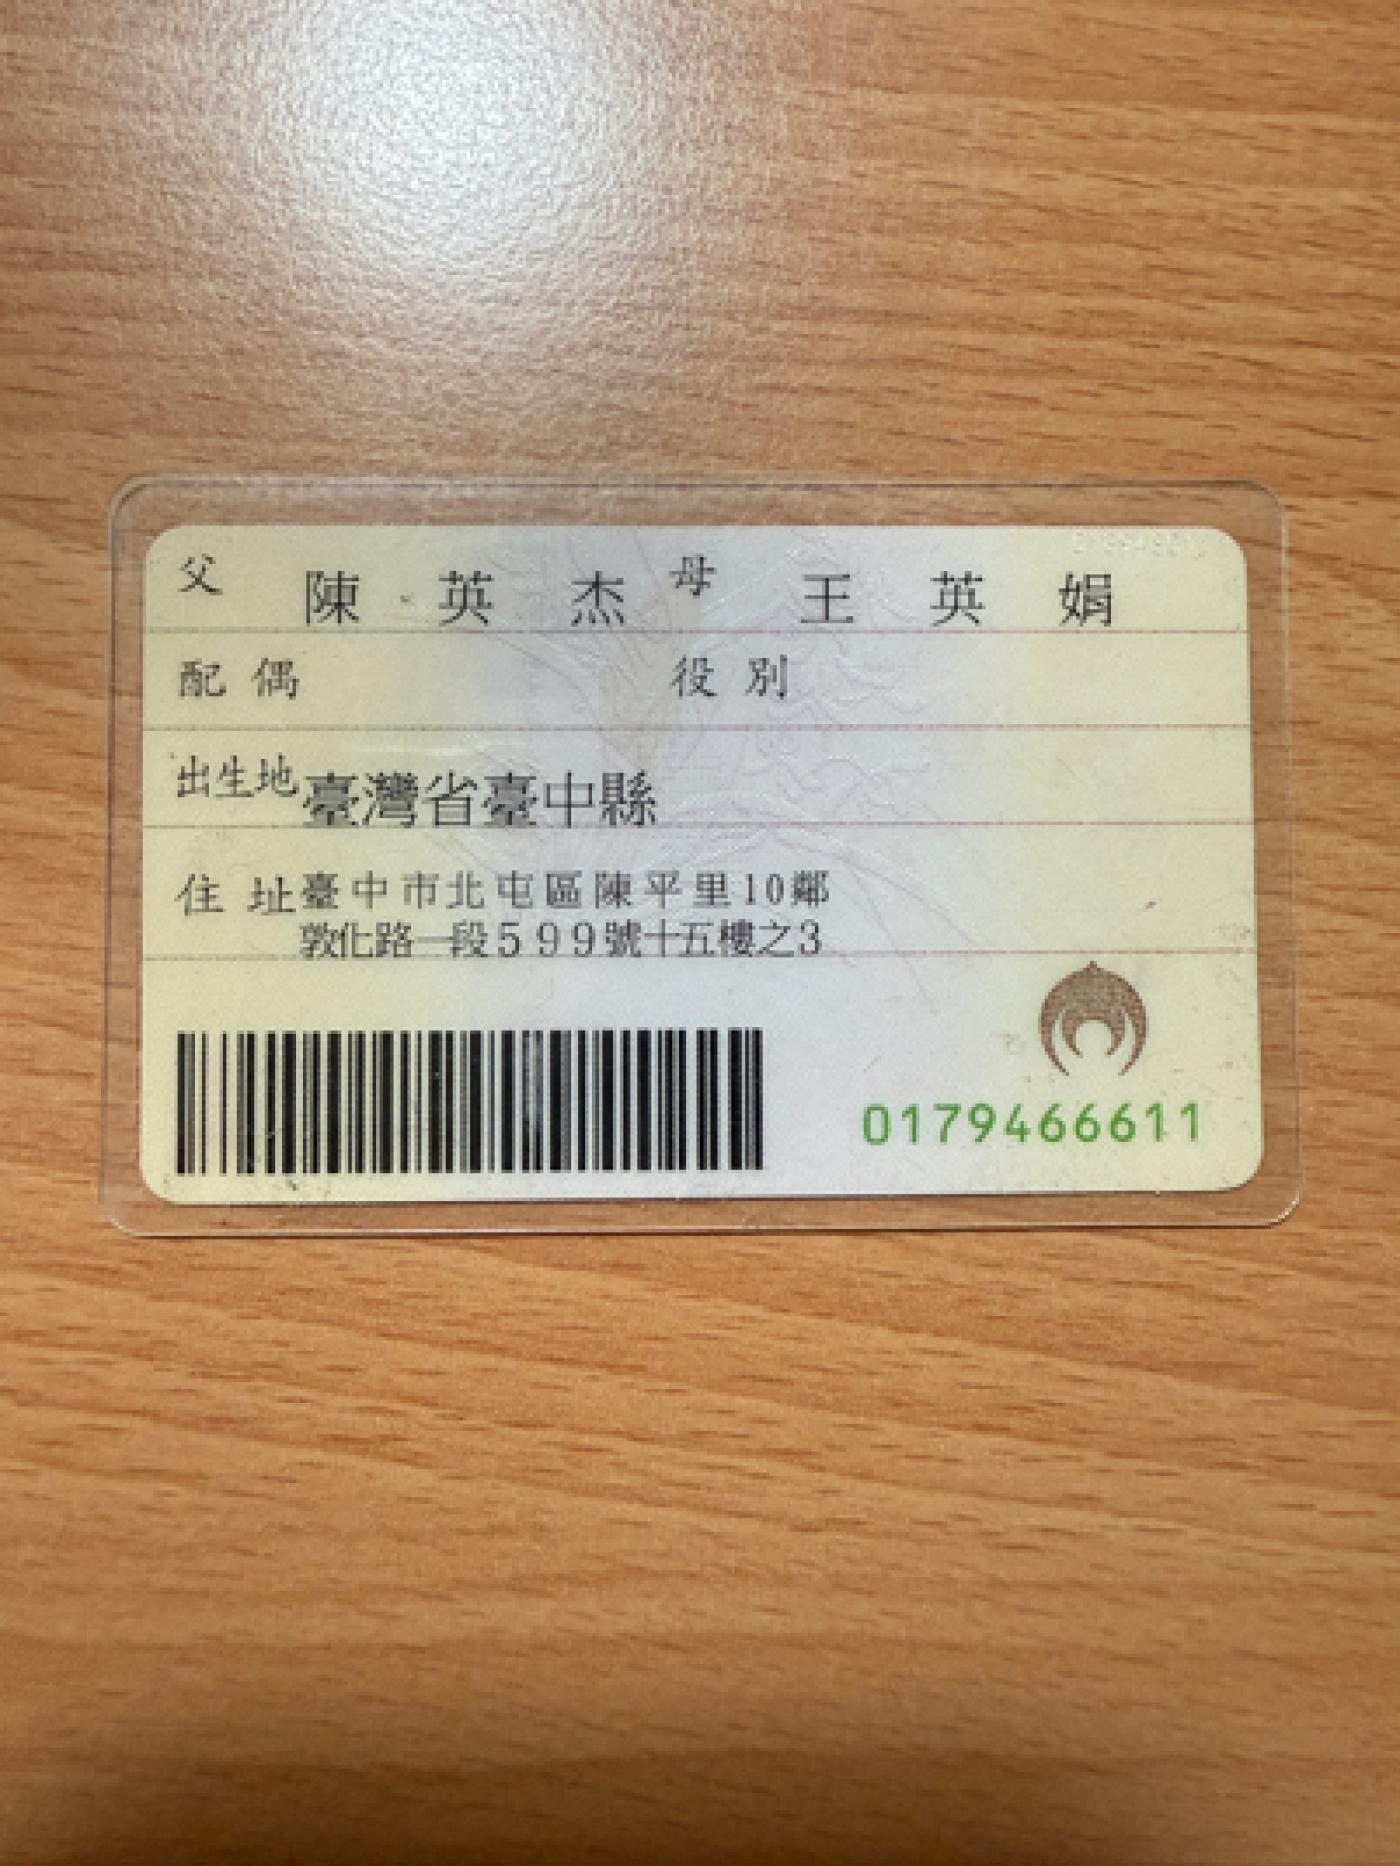 父 陳英杰 母 王英娟
配偶 役別
出生地 臺灣省臺中縣
住址 臺中市北屯區陳平里10鄰
敦化路一段599號十五樓之3
0179466611